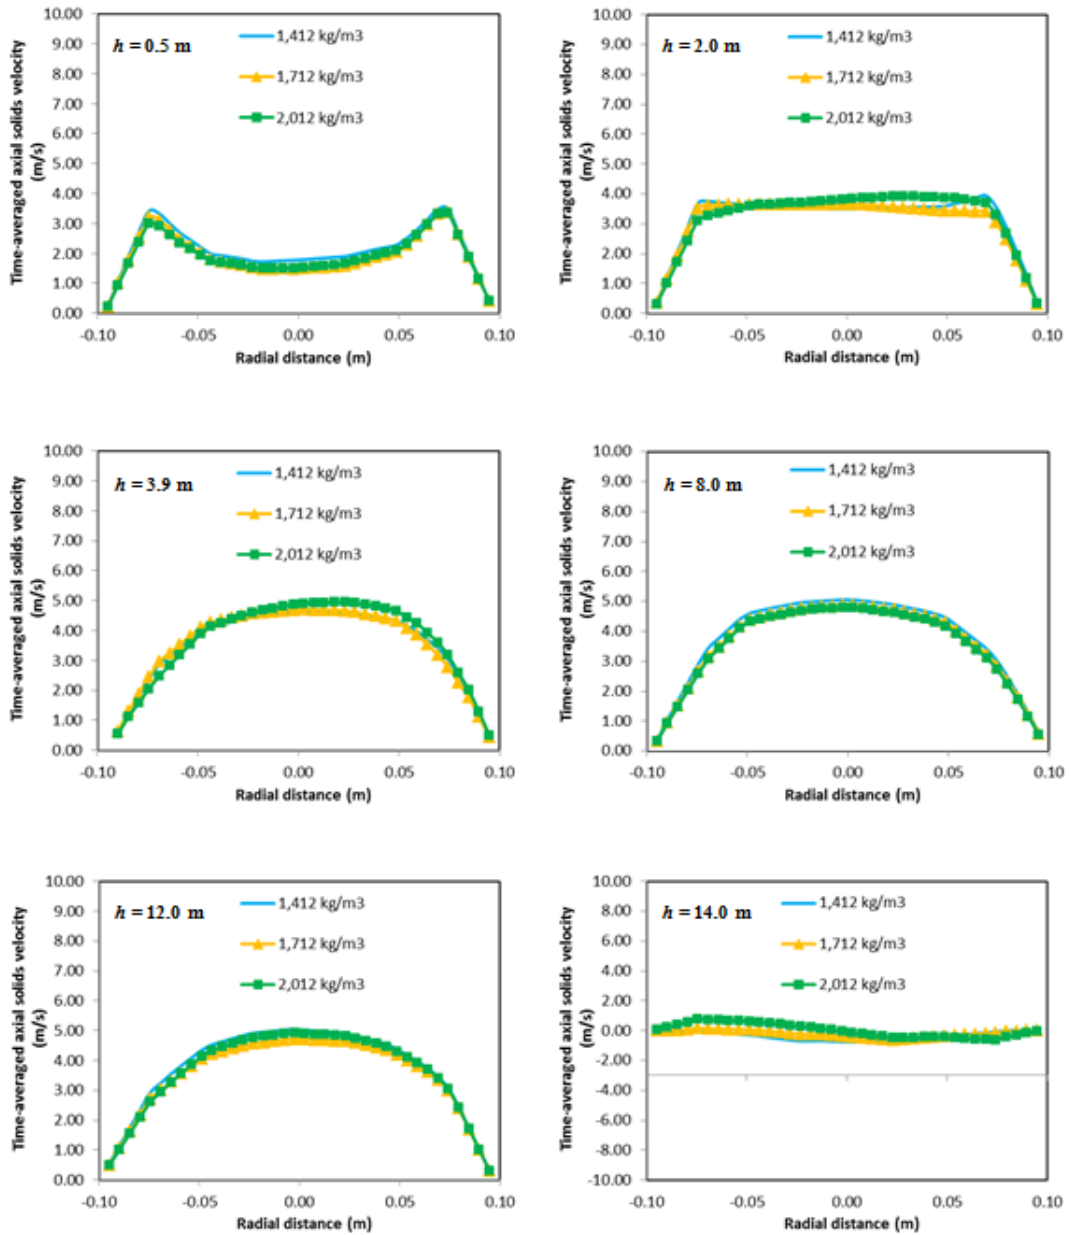 10.00
9.00
8.00
7.00
6.00
5.00
4.00
3.00
2.00
1.00
0.00
Time-averaged axial solids velocity
(m/s)
h = 0.5 m
1,412 kg/m3
1,712 kg/m3
2,012 kg/m3
-0.10
-0.05
0.00
0.05
0.10
Radial distance (m)
10.00
9.00
8.00
7.00
6.00
5.00
4.00
3.00
2.00
1.00
0.00
Time-averaged axial solids velocity
(m/s)
h = 2.0 m
1,412 kg/m3
1,712 kg/m3
2,012 kg/m3
-0.10
-0.05
0.00
0.05
0.10
Radial distance (m)
10.00
9.00
8.00
7.00
6.00
5.00
4.00
3.00
2.00
1.00
0.00
Time-averaged axial solids velocity
(m/s)
h = 3.9 m
1,412 kg/m3
1,712 kg/m3
2,012 kg/m3
-0.10
-0.05
0.00
0.05
0.10
Radial distance (m)
10.00
9.00
8.00
7.00
6.00
5.00
4.00
3.00
2.00
1.00
0.00
Time-averaged axial solids velocity
(m/s)
h = 8.0 m
1,412 kg/m3
1,712 kg/m3
2,012 kg/m3
-0.10
-0.05
0.00
0.05
0.10
Radial distance (m)
10.00
9.00
8.00
7.00
6.00
5.00
4.00
3.00
2.00
1.00
0.00
Time-averaged axial solids velocity
(m/s)
h = 12.0 m
1,412 kg/m3
1,712 kg/m3
2,012 kg/m3
-0.10
-0.05
0.00
0.05
0.10
Radial distance (m)
10.00
8.00
6.00
4.00
2.00
0.00
-2.00
-4.00
-6.00
-8.00
-10.00
Time-averaged axial solids velocity
(m/s)
h = 14.0 m
1,412 kg/m3
1,712 kg/m3
2,012 kg/m3
-0.10
-0.05
0.00
0.05
0.10
Radial distance (m)